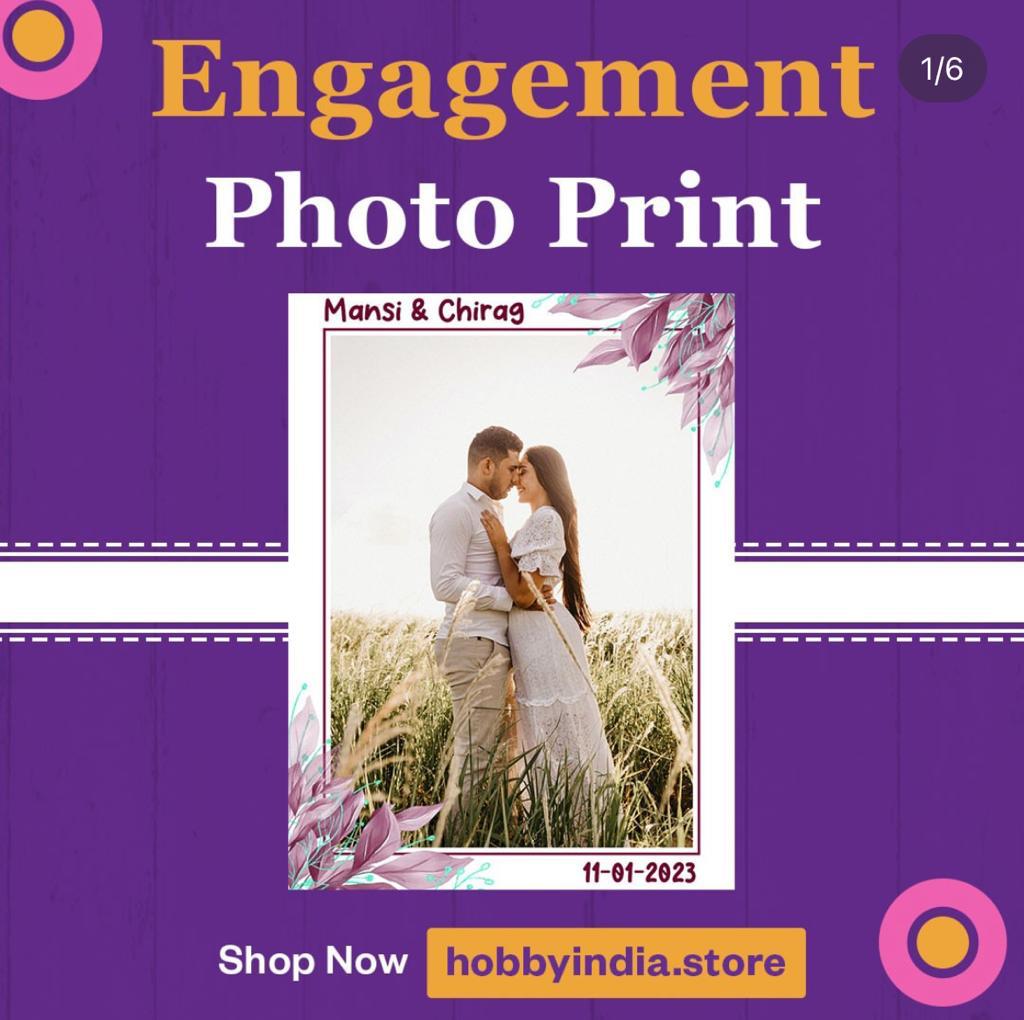 Engagement
1/6
Photo Print
Mansi & Chirag
11-01-2023
Shop Now hobbyindia.store